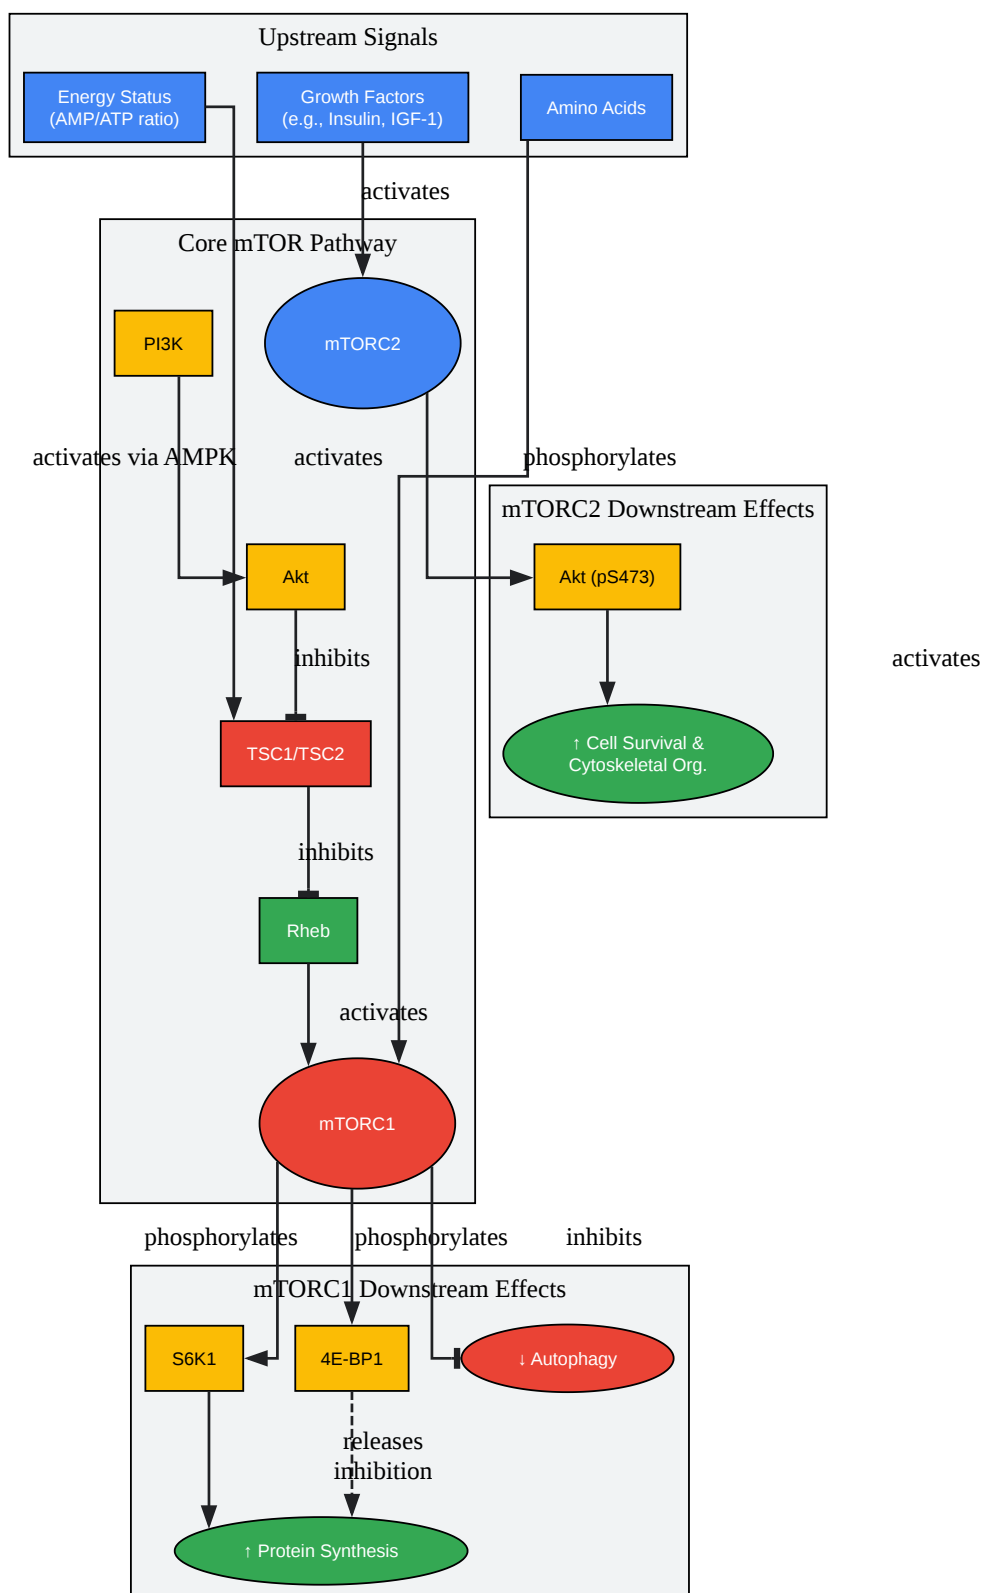 Upstream Signals
Energy Status
(AMP/ATP ratio)
Growth Factors
(e.g., Insulin, IGF-1)
Amino Acids
activates
Core mTOR Pathway
PI3K
mTORC2
activates via AMPK
activates
phosphorylates
mTORC2 Downstream Effects
Akt
Akt (pS473)
inhibits
activates
TSC1/TSC2
↑ Cell Survival &
Cytoskeletal Org.
inhibits
Rheb
activates
mTORC1
phosphorylates
phosphorylates
inhibits
mTORC1 Downstream Effects
S6K1
4E-BP1
↓ Autophagy
releases
inhibition
↑ Protein Synthesis